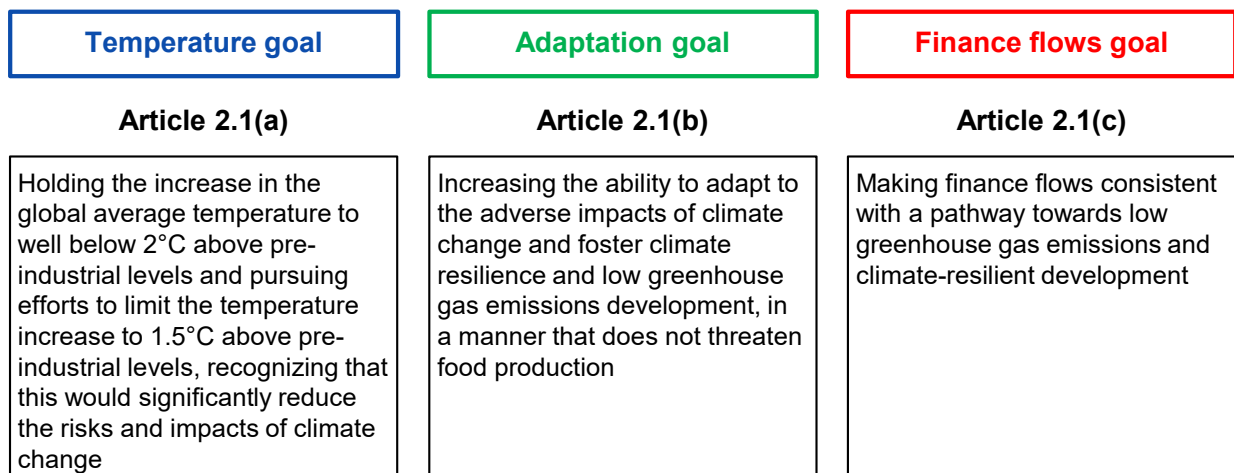 Temperature goal
Article 2.1(a)
Holding the increase in the
global average temperature to
well below 2°C above pre-
industrial levels and pursuing
efforts to limit the temperature
increase to 1.5°C above pre-
industrial levels, recognizing that
this would significantly reduce
the risks and impacts of climate
change
Adaptation goal
Article 2.1(b)
Increasing the ability to adapt to
the adverse impacts of climate
change and foster climate
resilience and low greenhouse
gas emissions development, in
a manner that does not threaten
food production
Finance flows goal
Article 2.1(c)
Making finance flows consistent
with a pathway towards low
greenhouse gas emissions and
climate-resilient development